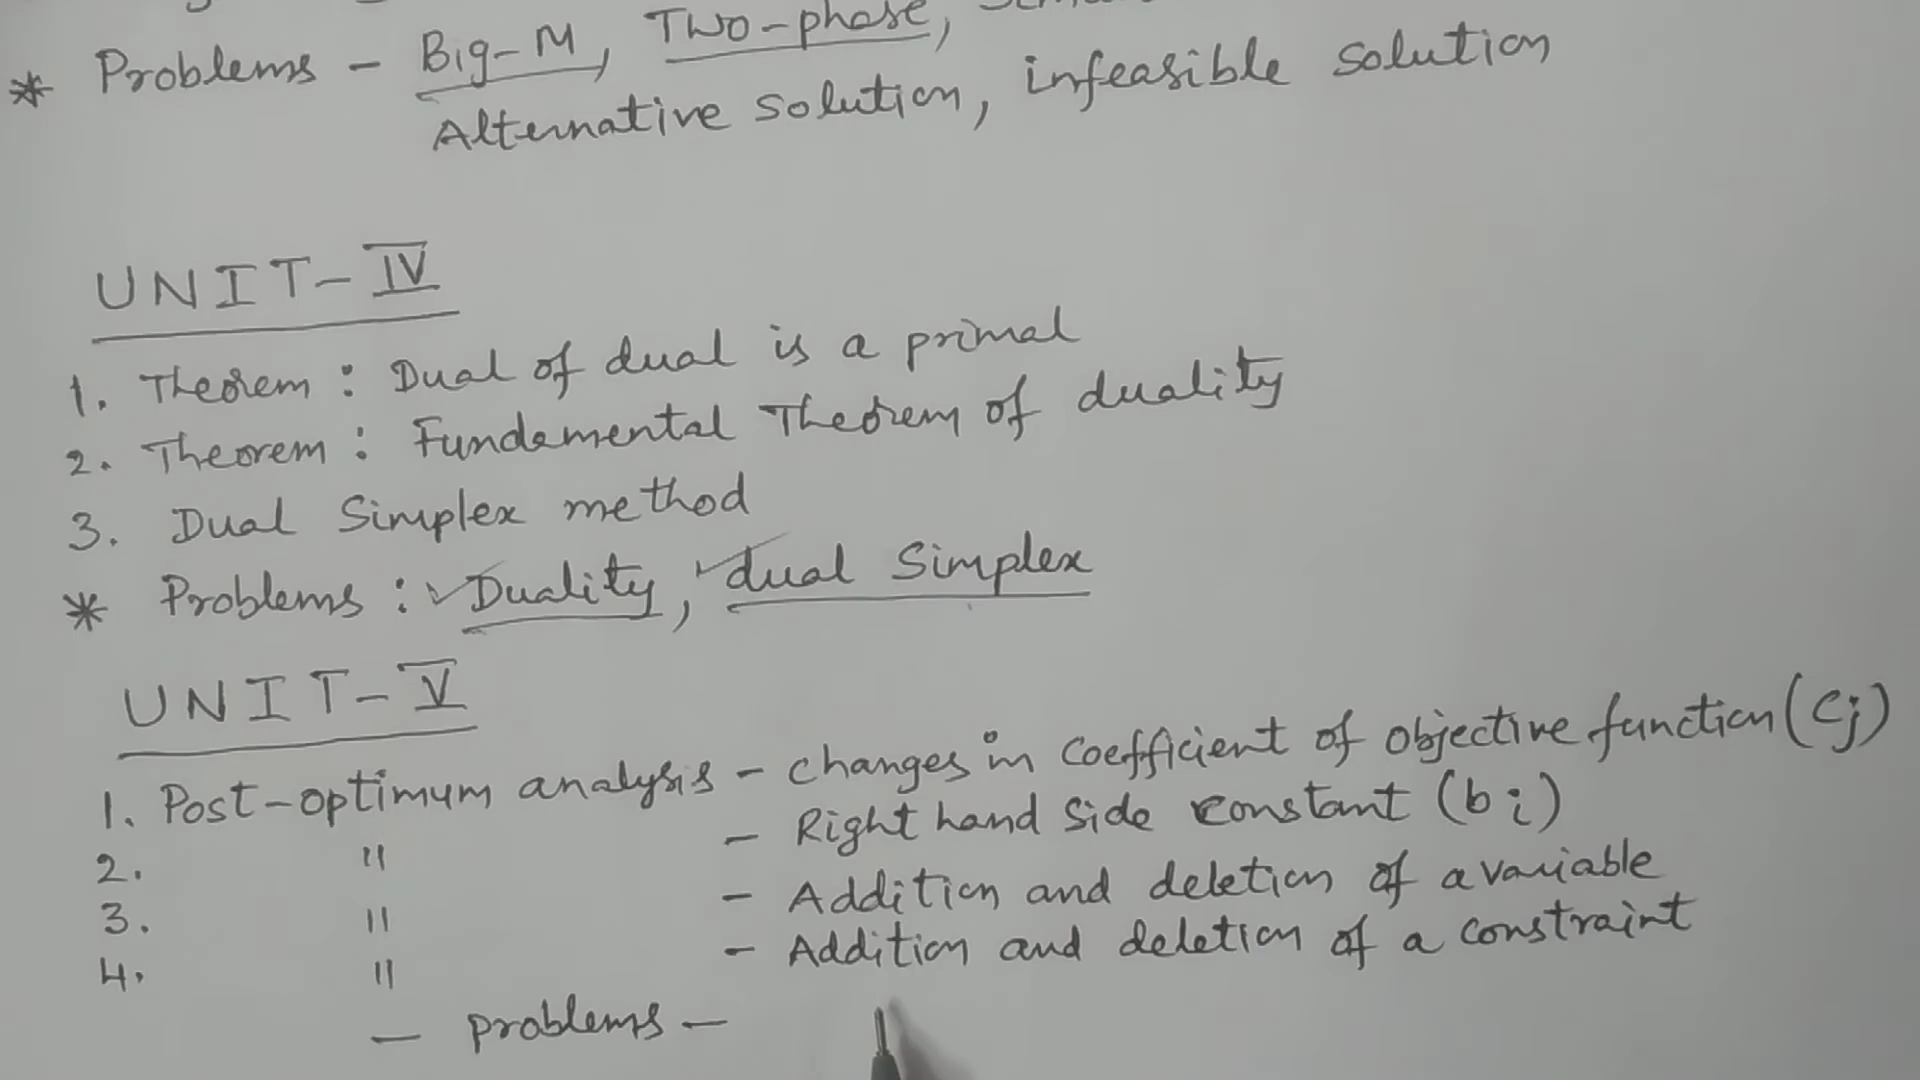 * Problems - Big-M, Two-phase,
Alternative solution, infeasible solution
UNIT-IV
1. Theorem : Dual of dual is a primal
2. Theorem : Fundamental Theorem of duality
3. Dual Simplex method
* Problems : ✓Duality, ✓dual Simplex
UNIT-V
1. Post-optimum analysis - changes in coefficient of objective function (Cj)
2. " - Right hand side constant (bi)
3. " - Addition and deletion of a variable
4. " - Addition and deletion of a constraint
- problems -